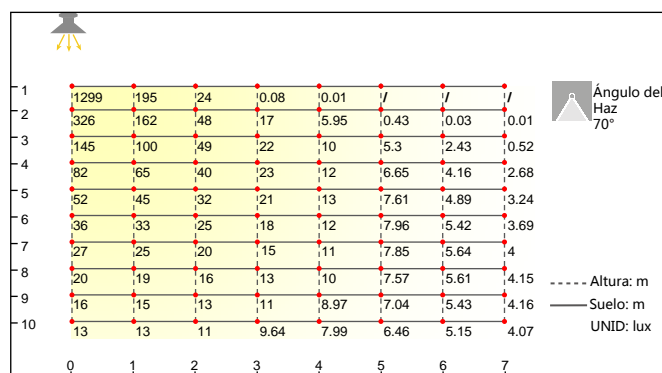 1 1299 195 24 0.08 0.01 / / /
Ángulo del
Haz
70°
2 326 162 48 17 5.95 0.43 0.03 0.01
3 145 100 49 22 10 5.3 2.43 0.52
4 82 65 40 23 12 6.65 4.16 2.68
5 52 45 32 21 13 7.61 4.89 3.24
6 36 33 25 18 12 7.96 5.42 3.69
7 27 25 20 15 11 7.85 5.64 4
8 20 19 16 13 10 7.57 5.61 4.15
9 16 15 13 11 8.97 7.04 5.43 4.16
10 13 13 11 9.64 7.99 6.46 5.15 4.07
Altura: m
Suelo: m
UNID: lux
0 1 2 3 4 5 6 7